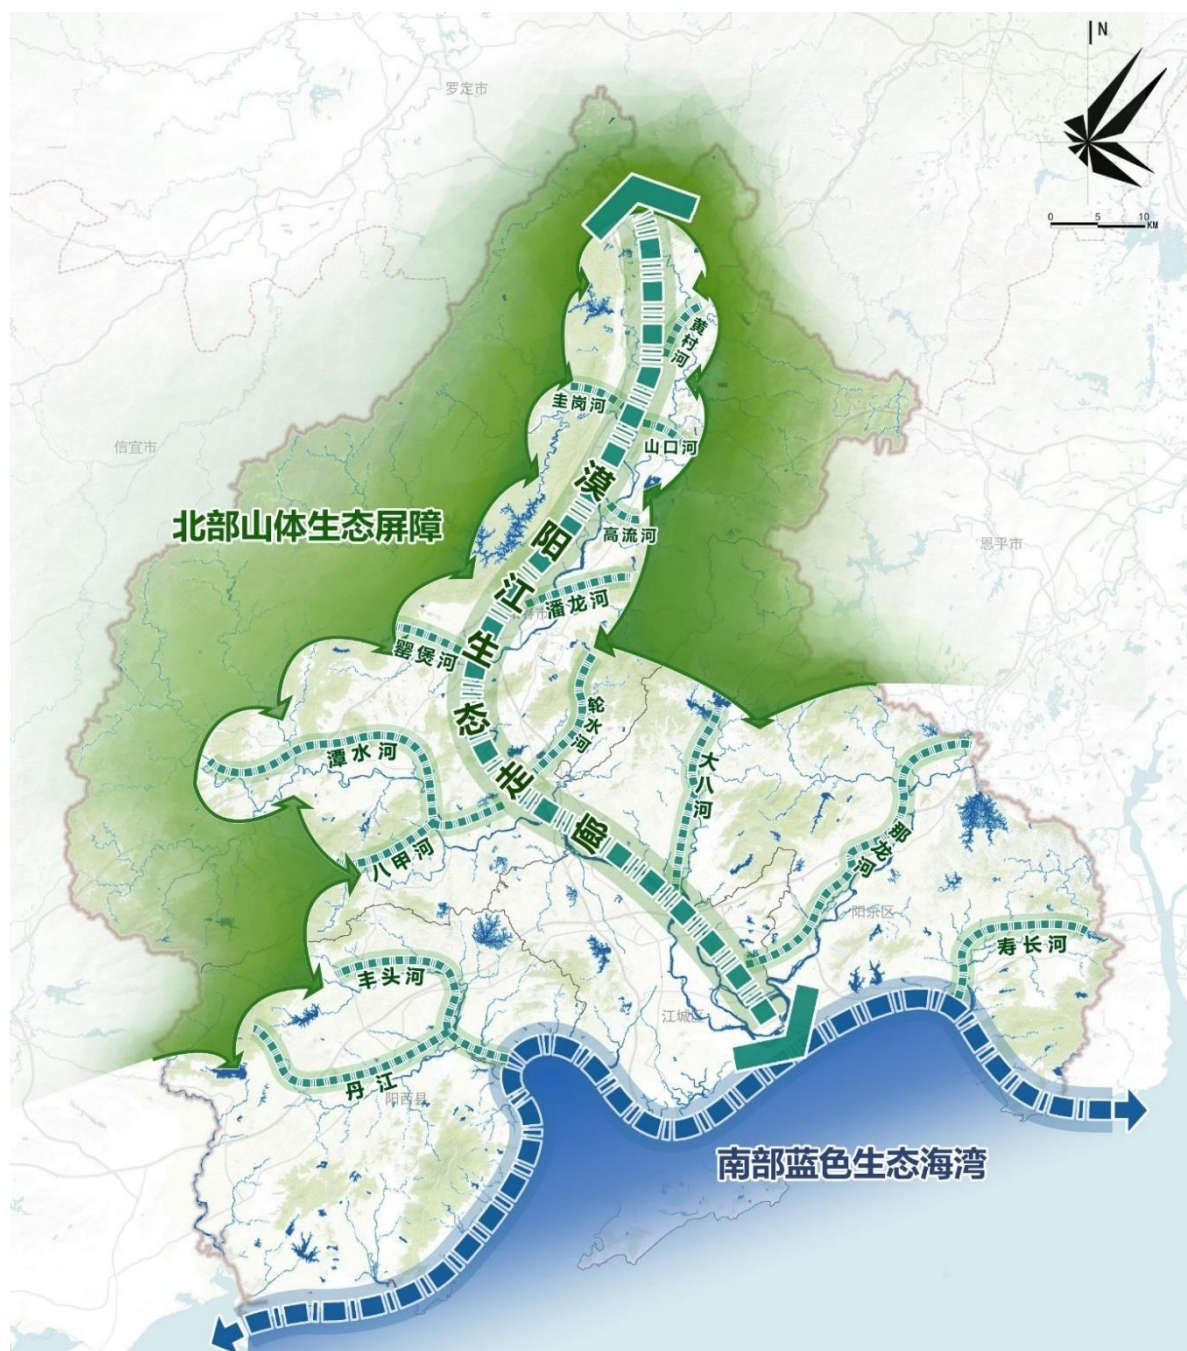 N
罗定市
0 5 10
KM
黄村河
圭岗河
山口河
信宜市
北部山体生态屏障
漠阳江生态走廊
高流河
恩平市
潘龙河
罂煲河
轮水河
潭水河
大八河
八甲河
那龙河
阳东区
寿长河
丰头河
江城区
丹江
阳西县
南部蓝色生态海湾